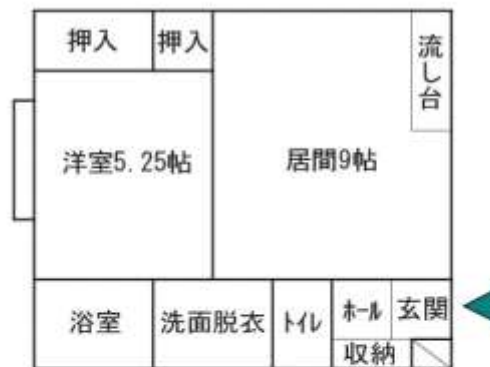 押入
押入
流し台
洋室5.25帖
居間9帖
浴室
洗面脱衣
トイレ
ホール
玄関
収納